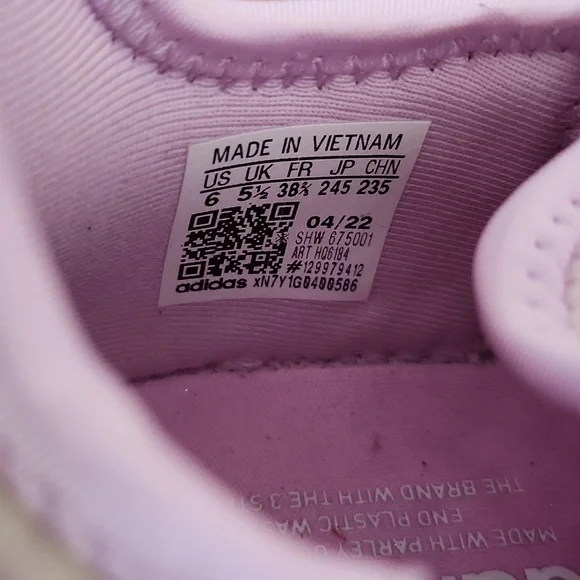 MADE IN VIETNAM
US UK FR JP CHN
6 5½ 38⅔ 245 235
04/22
SHW 675001
ART HQ6184
#129979412
adidas xN7Y1G0400586
THE BRAND WITH THE 3
END PLASTIC
MADE WITH PARLEY